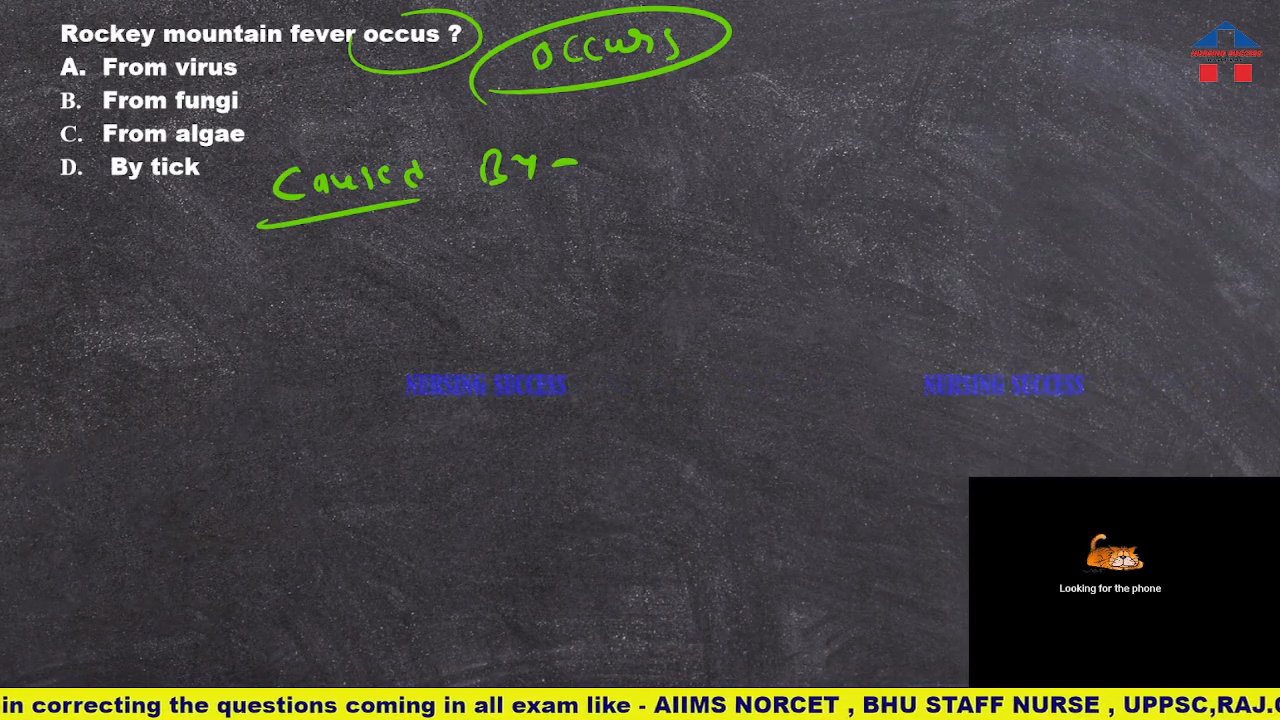 Rockey mountain fever occus ?
occurs
A. From virus
B. From fungi
C. From algae
D. By tick
Caused By -
NURSING SUCCESS
NURSING SUCCESS
NURSING SUCCESS
Looking for the phone
in correcting the questions coming in all exam like - AIIMS NORCET , BHU STAFF NURSE , UPPSC,RAJ.